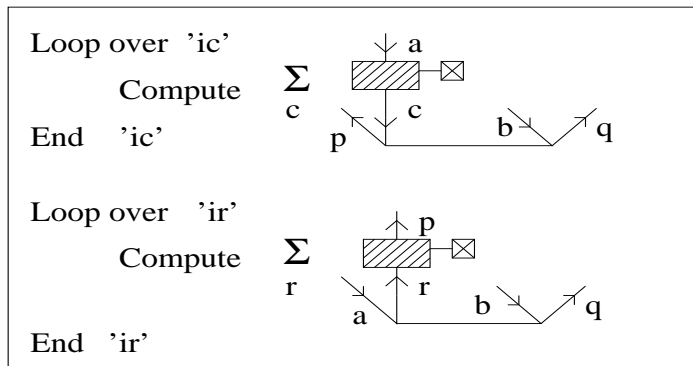 Loop over 'ic'
a
Compute Σ
c c
End 'ic' p b q
Loop over 'ir'
p
Compute Σ
r r
a b q
End 'ir'